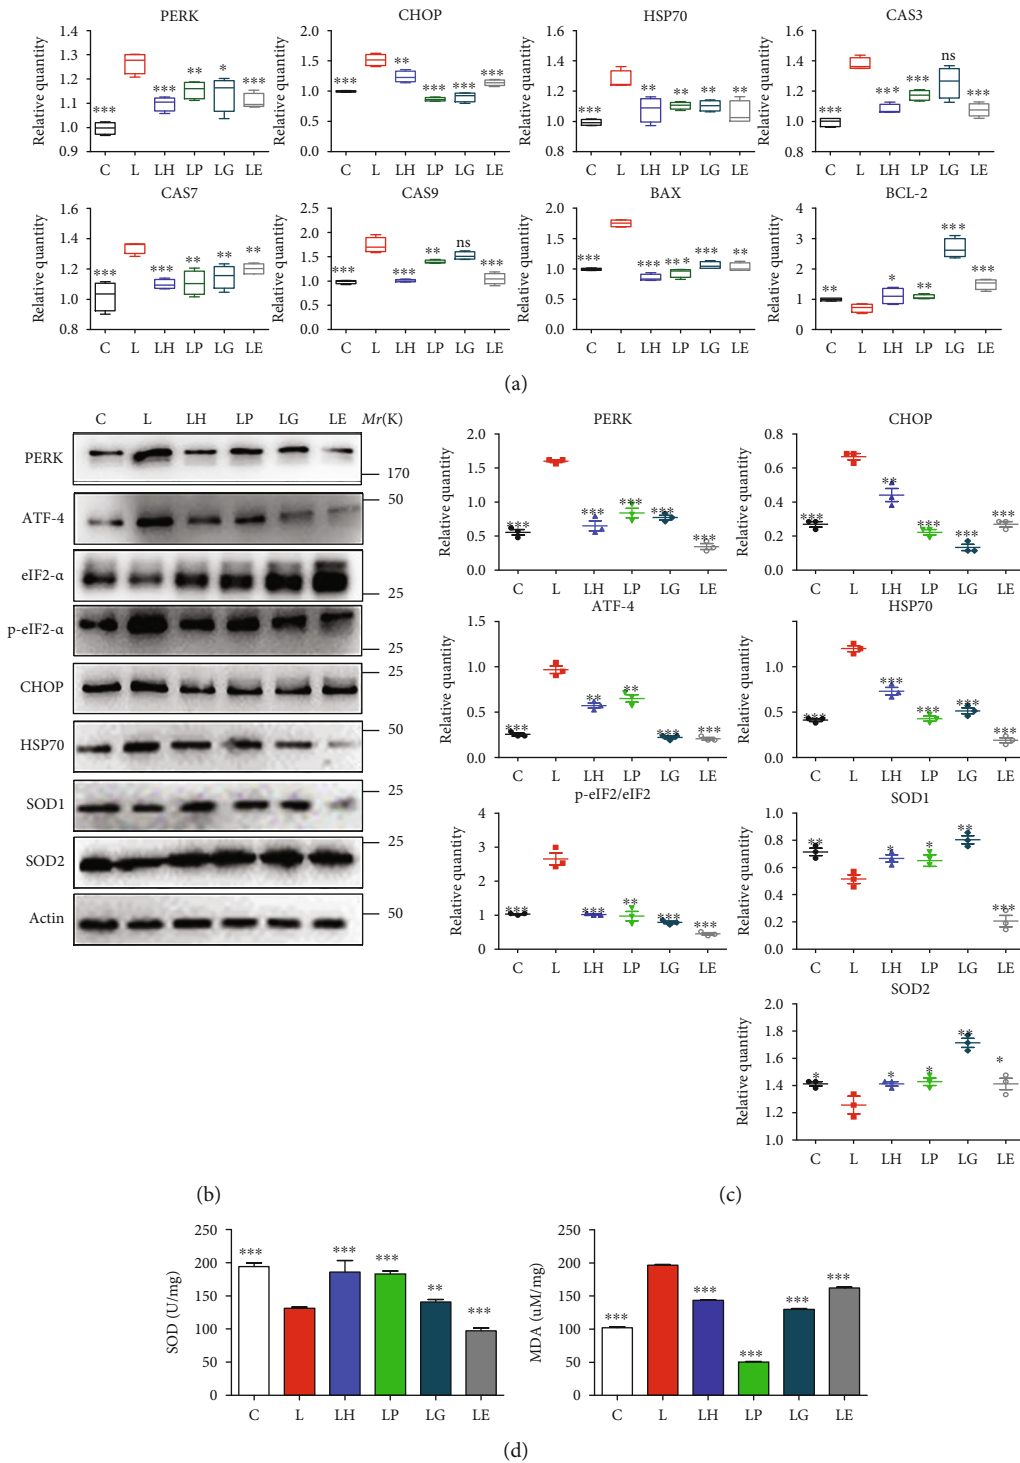 PERK CHOP HSP70 CAS3
Relative quantity 1.4 1.3 1.2 1.1 1.0 0.9 *** *** ** * *** C L LH LP LG LE
Relative quantity 2.0 1.5 1.0 0.5 0.0 *** ** *** *** *** C L LH LP LG LE
Relative quantity 1.6 1.4 1.2 1.0 0.8 *** ** ** ** ** C L LH LP LG LE
Relative quantity 1.6 1.4 1.2 1.0 0.8 *** *** *** ns *** C L LH LP LG LE
CAS7 CAS9 BAX BCL-2
Relative quantity 1.6 1.4 1.2 1.0 0.8 *** *** ** ** ** C L LH LP LG LE
Relative quantity 2.5 2.0 1.5 1.0 0.5 0.0 *** *** ** ns *** C L LH LP LG LE
Relative quantity 2.0 1.5 1.0 0.5 0.0 *** *** *** *** ** C L LH LP LG LE
Relative quantity 4 3 2 1 0 ** * ** *** *** C L LH LP LG LE
(a)
C L LH LP LG LE Mr(K)
PERK 170
ATF-4 50
eIF2-α 25
p-eIF2-α 25
CHOP 25
HSP70 50
SOD1 25
SOD2 25
Actin 50
(b)
PERK
Relative quantity 2.0 1.5 1.0 0.5 0.0 *** *** *** *** *** C L LH LP LG LE
CHOP
Relative quantity 0.8 0.6 0.4 0.2 0.0 *** ** *** *** *** C L LH LP LG LE
ATF-4
Relative quantity 1.5 1.0 0.5 0.0 *** ** ** *** *** C L LH LP LG LE
HSP70
Relative quantity 1.5 1.0 0.5 0.0 *** *** *** *** *** C L LH LP LG LE
p-eIF2/eIF2
Relative quantity 4 3 2 1 0 *** *** ** *** *** C L LH LP LG LE
SOD1
Relative quantity 1.0 0.8 0.6 0.4 0.2 0.0 ** * * ** *** C L LH LP LG LE
SOD2
Relative quantity 2.0 1.8 1.6 1.4 1.2 1.0 * * * ** * C L LH LP LG LE
(c)
SOD (U/mg) 250 200 150 100 50 0 *** *** *** ** *** C L LH LP LG LE
MDA (uM/mg) 250 200 150 100 50 0 *** *** *** *** *** C L LH LP LG LE
(d)